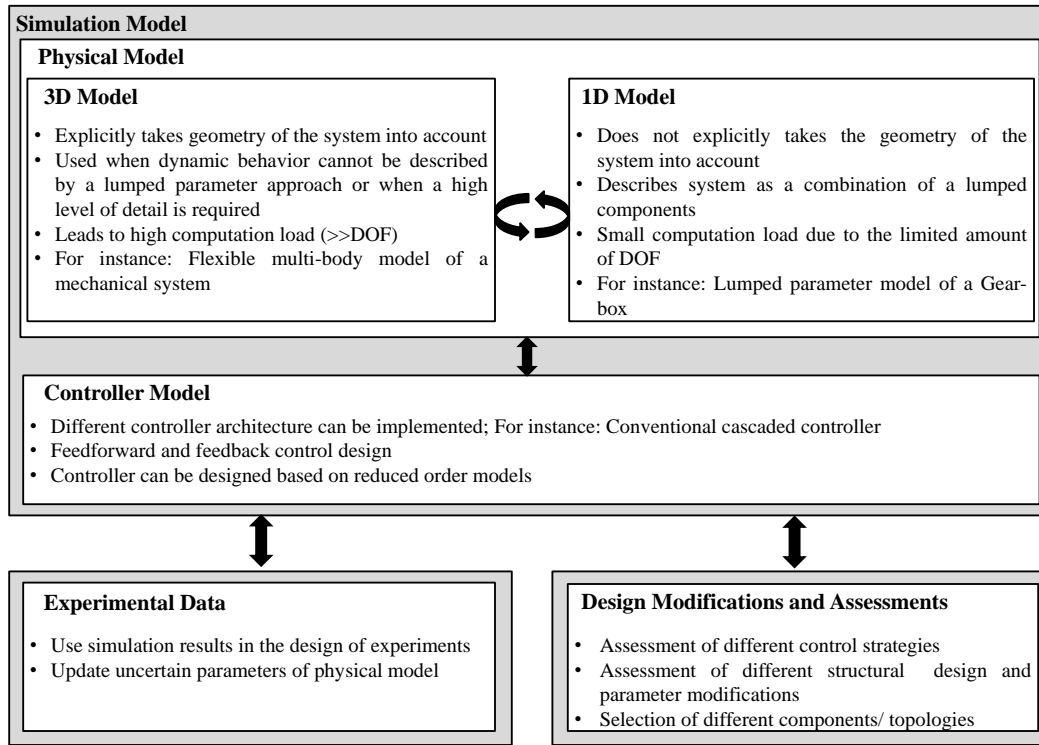 Simulation Model
Physical Model
3D Model
• Explicitly takes geometry of the system into account
• Used when dynamic behavior cannot be described
by a lumped parameter approach or when a high
level of detail is required
• Leads to high computation load (>>DOF)
• For instance: Flexible multi-body model of a
mechanical system
1D Model
• Does not explicitly takes the geometry of the
system into account
• Describes system as a combination of a lumped
components
• Small computation load due to the limited amount
of DOF
• For instance: Lumped parameter model of a Gear-
box
Controller Model
• Different controller architecture can be implemented; For instance: Conventional cascaded controller
• Feedforward and feedback control design
• Controller can be designed based on reduced order models
Experimental Data
• Use simulation results in the design of experiments
• Update uncertain parameters of physical model
Design Modifications and Assessments
• Assessment of different control strategies
• Assessment of different structural design and
parameter modifications
• Selection of different components/ topologies